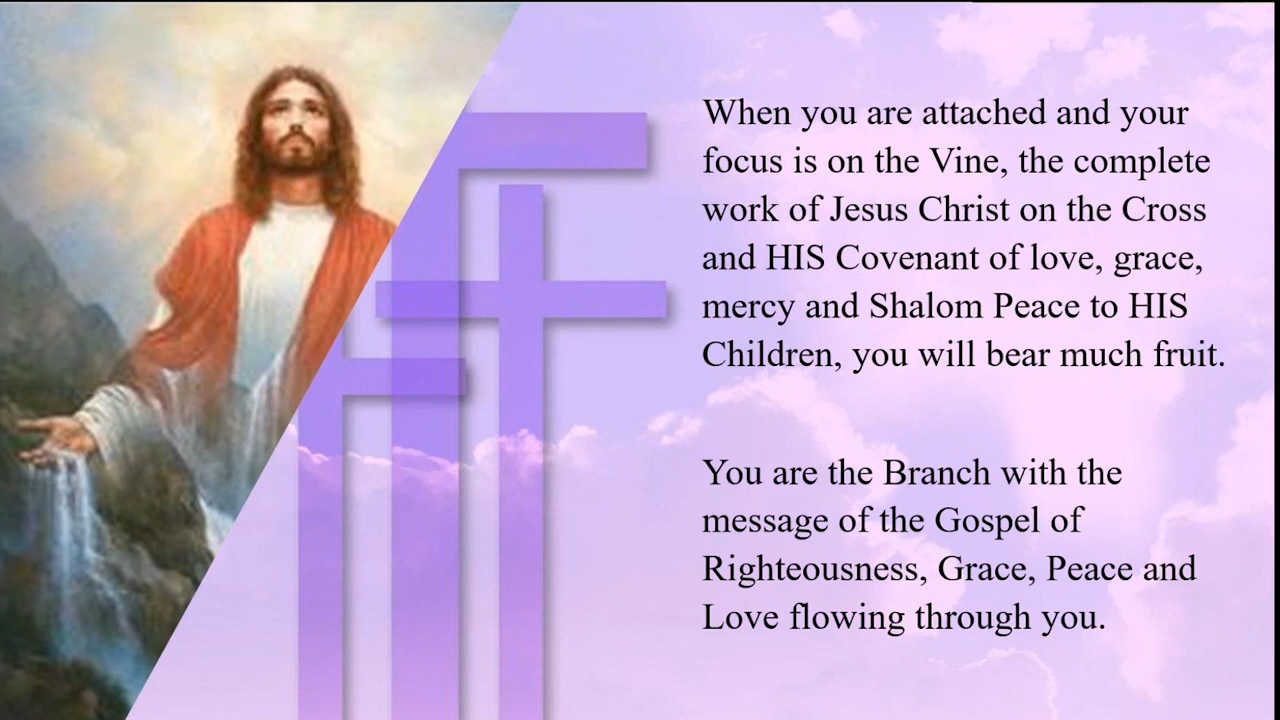 When you are attached and your
focus is on the Vine, the complete
work of Jesus Christ on the Cross
and HIS Covenant of love, grace,
mercy and Shalom Peace to HIS
Children, you will bear much fruit.
You are the Branch with the
message of the Gospel of
Righteousness, Grace, Peace and
Love flowing through you.